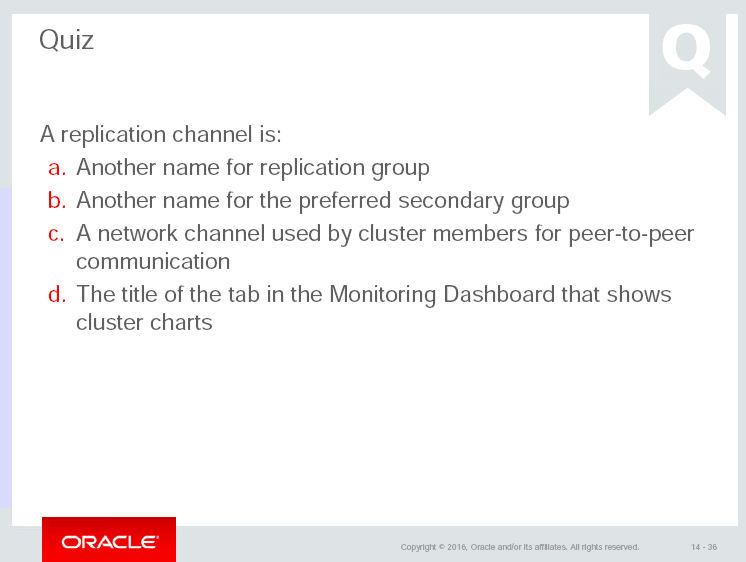 Quiz
Q
A replication channel is:
a. Another name for replication group
b. Another name for the preferred secondary group
c. A network channel used by cluster members for peer-to-peer
communication
d. The title of the tab in the Monitoring Dashboard that shows
cluster charts
ORACLE
Copyright © 2016, Oracle and/or its affiliates. All rights reserved.
14 - 36